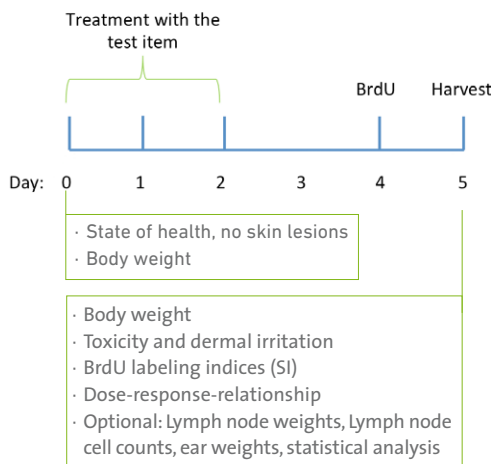 Treatment with the
test item
BrdU Harvest
Day: 0 1 2 3 4 5
· State of health, no skin lesions
· Body weight
· Body weight
· Toxicity and dermal irritation
· BrdU labeling indices (SI)
· Dose-response-relationship
· Optional: Lymph node weights, Lymph node
cell counts, ear weights, statistical analysis